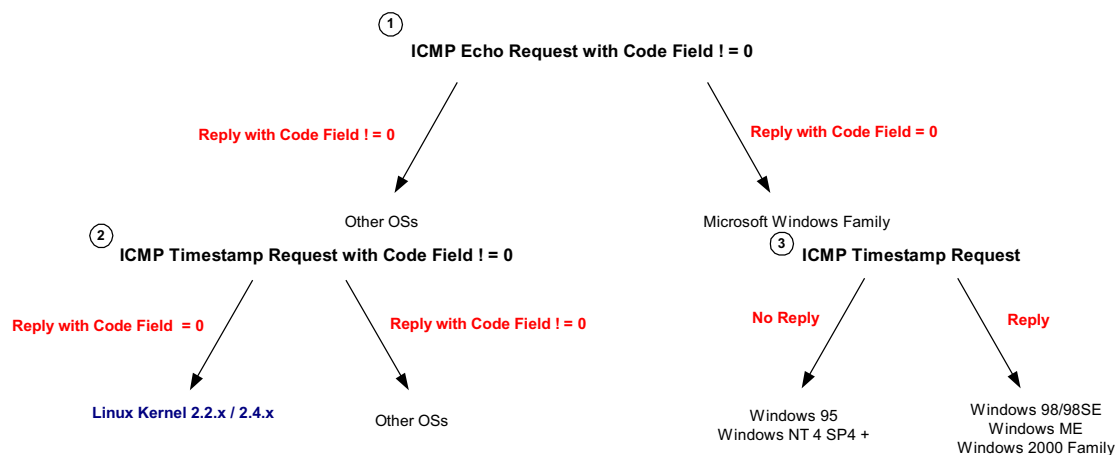 1
ICMP Echo Request with Code Field ! = 0
Reply with Code Field ! = 0
Reply with Code Field = 0
Other OSs
Microsoft Windows Family
2
ICMP Timestamp Request with Code Field ! = 0
3
ICMP Timestamp Request
Reply with Code Field = 0
Reply with Code Field ! = 0
No Reply
Reply
Linux Kernel 2.2.x / 2.4.x
Other OSs
Windows 95
Windows NT 4 SP4 +
Windows 98/98SE
Windows ME
Windows 2000 Family